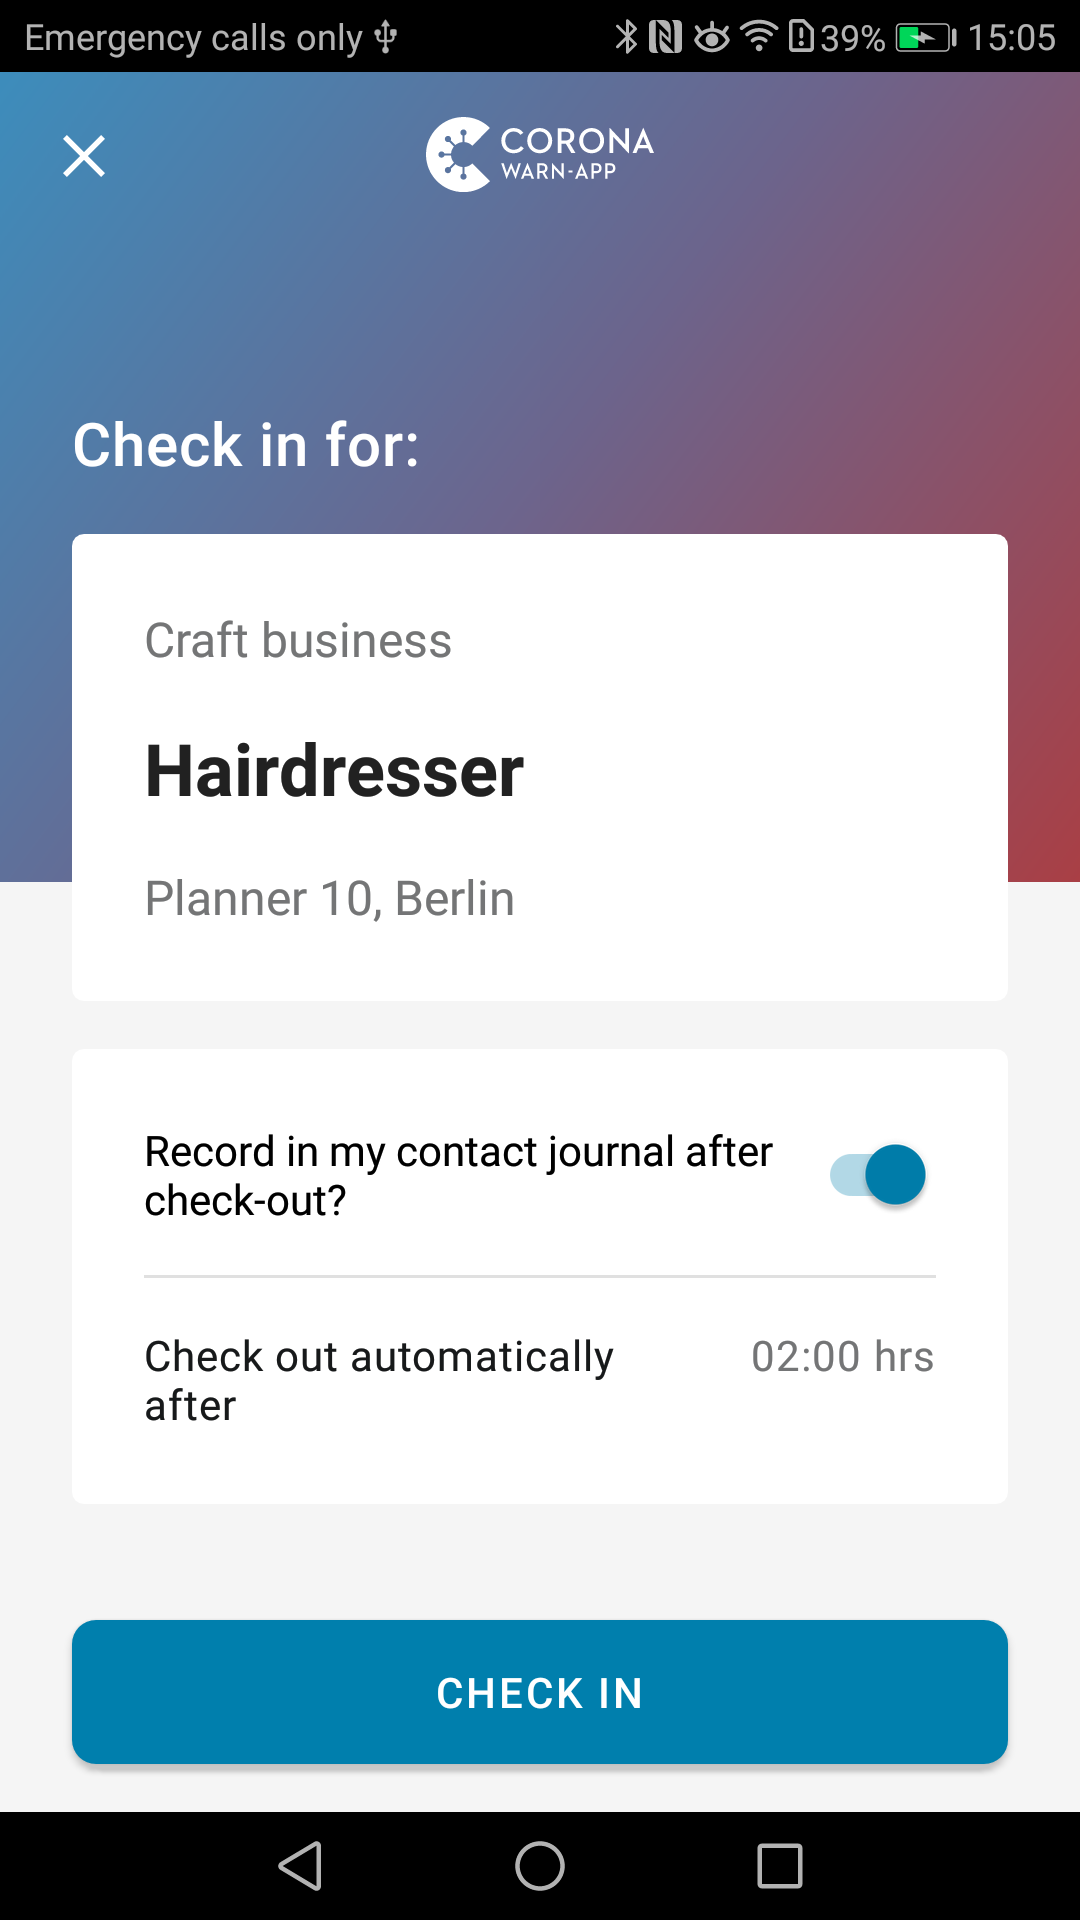 Emergency calls only 39% 15:05
CORONA
WARN-APP
Check in for:
Craft business
Hairdresser
Planner 10, Berlin
Record in my contact journal after
check-out?
Check out automatically 02:00 hrs
after
CHECK IN